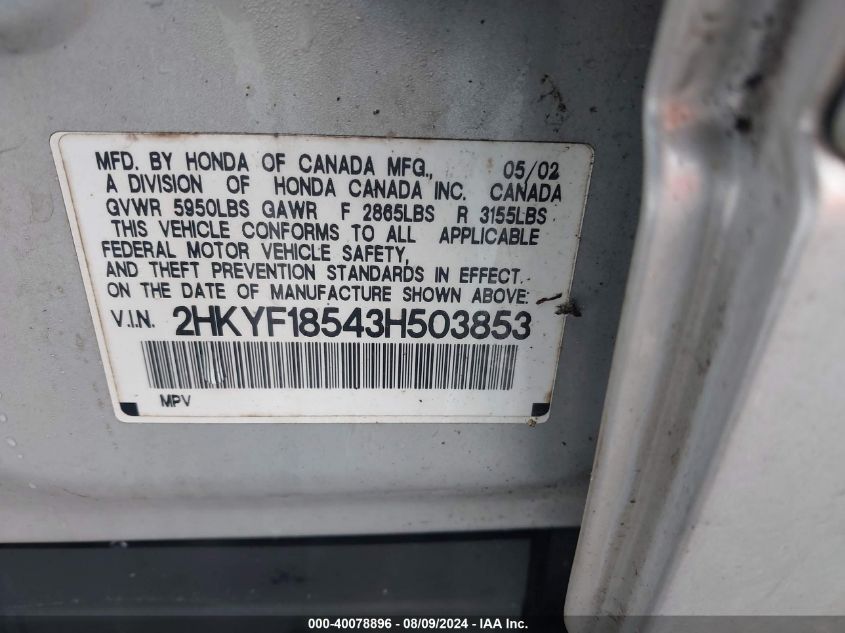 MFD. BY HONDA OF CANADA MFG., 05/02
A DIVISION OF HONDA CANADA INC. CANADA
GVWR 5950LBS GAWR F 2865LBS R 3155LBS
THIS VEHICLE CONFORMS TO ALL APPLICABLE
FEDERAL MOTOR VEHICLE SAFETY,
AND THEFT PREVENTION STANDARDS IN EFFECT
ON THE DATE OF MANUFACTURE SHOWN ABOVE:
V.I.N. 2HKYF18543H503853
MPV
000-40078896 - 08/09/2024 - © IAA, Inc.